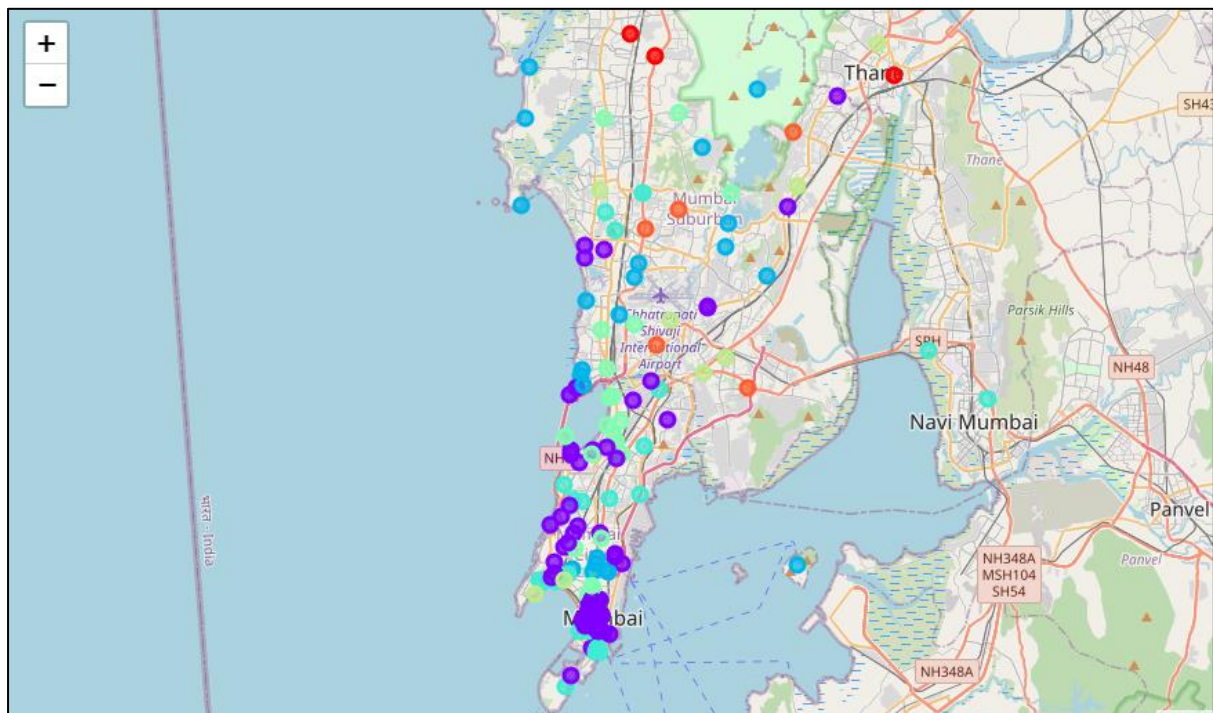 +
−
Thane
SH43
Thane
Mumbai
Suburban
Chhatrapati
Shivaji
International
Airport
Parsik Hills
SPH
NH48
Navi Mumbai
भारत - India
Panvel
Panvel
NH348A
MSH104
SH54
Mumbai
NH348A